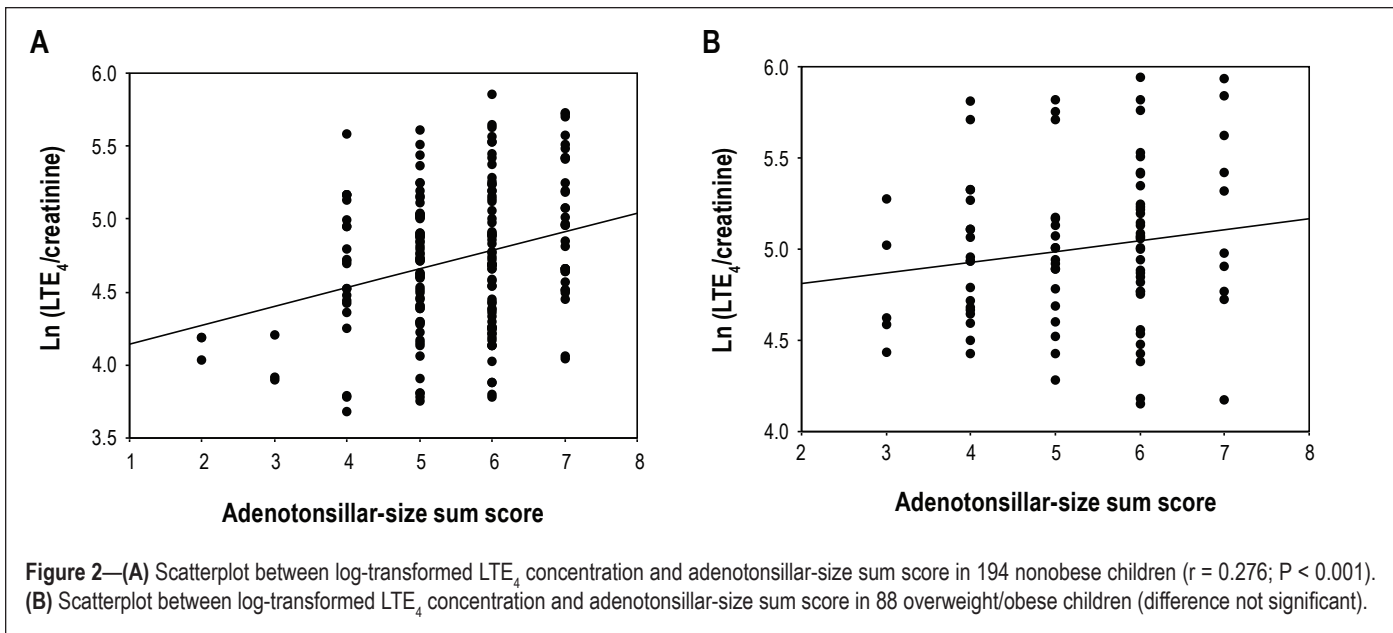 A
6.0
5.5
5.0
4.5
4.0
3.5
Ln (LTE4/creatinine)
1 2 3 4 5 6 7 8
Adenotonsillar-size sum score
B
6.0
5.5
5.0
4.5
4.0
Ln (LTE4/creatinine)
2 3 4 5 6 7 8
Adenotonsillar-size sum score
Figure 2—(A) Scatterplot between log-transformed LTE4 concentration and adenotonsillar-size sum score in 194 nonobese children (r = 0.276; P < 0.001).
(B) Scatterplot between log-transformed LTE4 concentration and adenotonsillar-size sum score in 88 overweight/obese children (difference not significant).